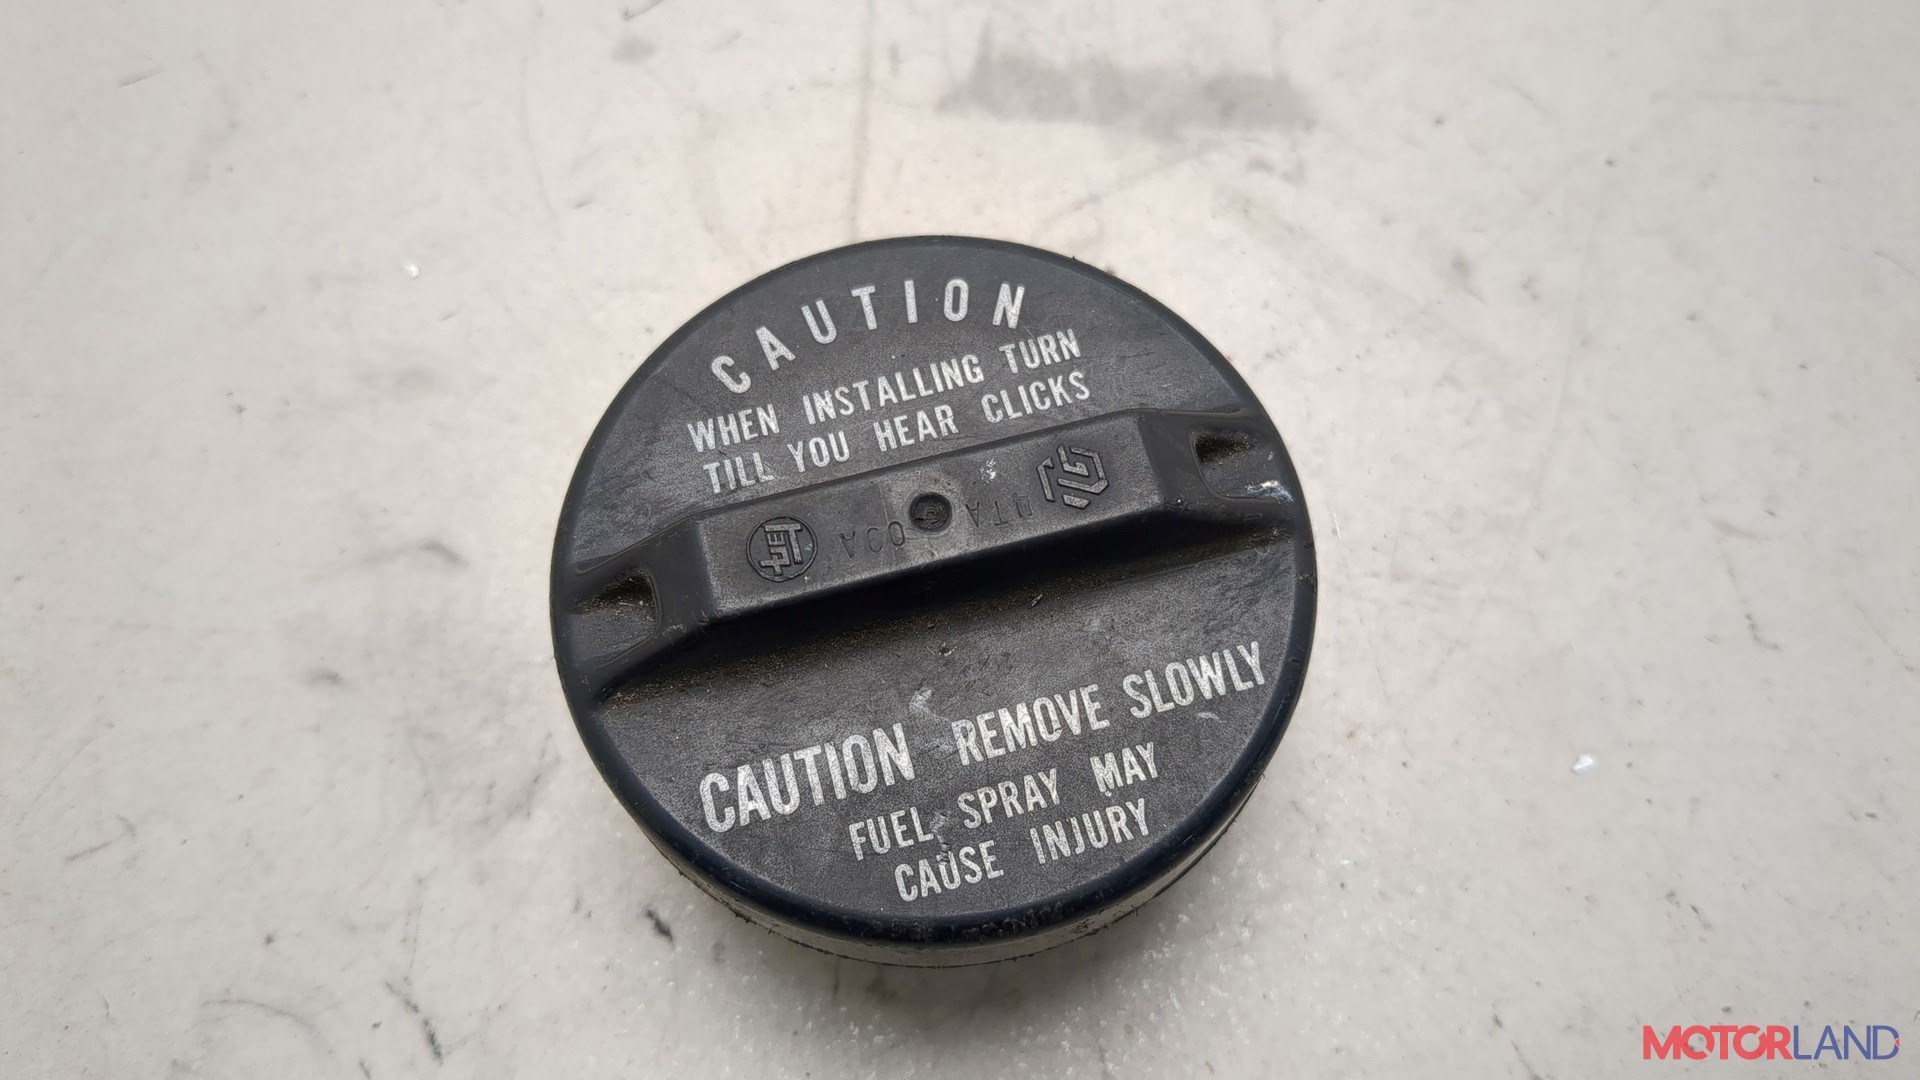 CAUTION
WHEN INSTALLING TURN
TILL YOU HEAR CLICKS
CAUTION REMOVE SLOWLY
FUEL SPRAY MAY
CAUSE INJURY
MOTORLAND